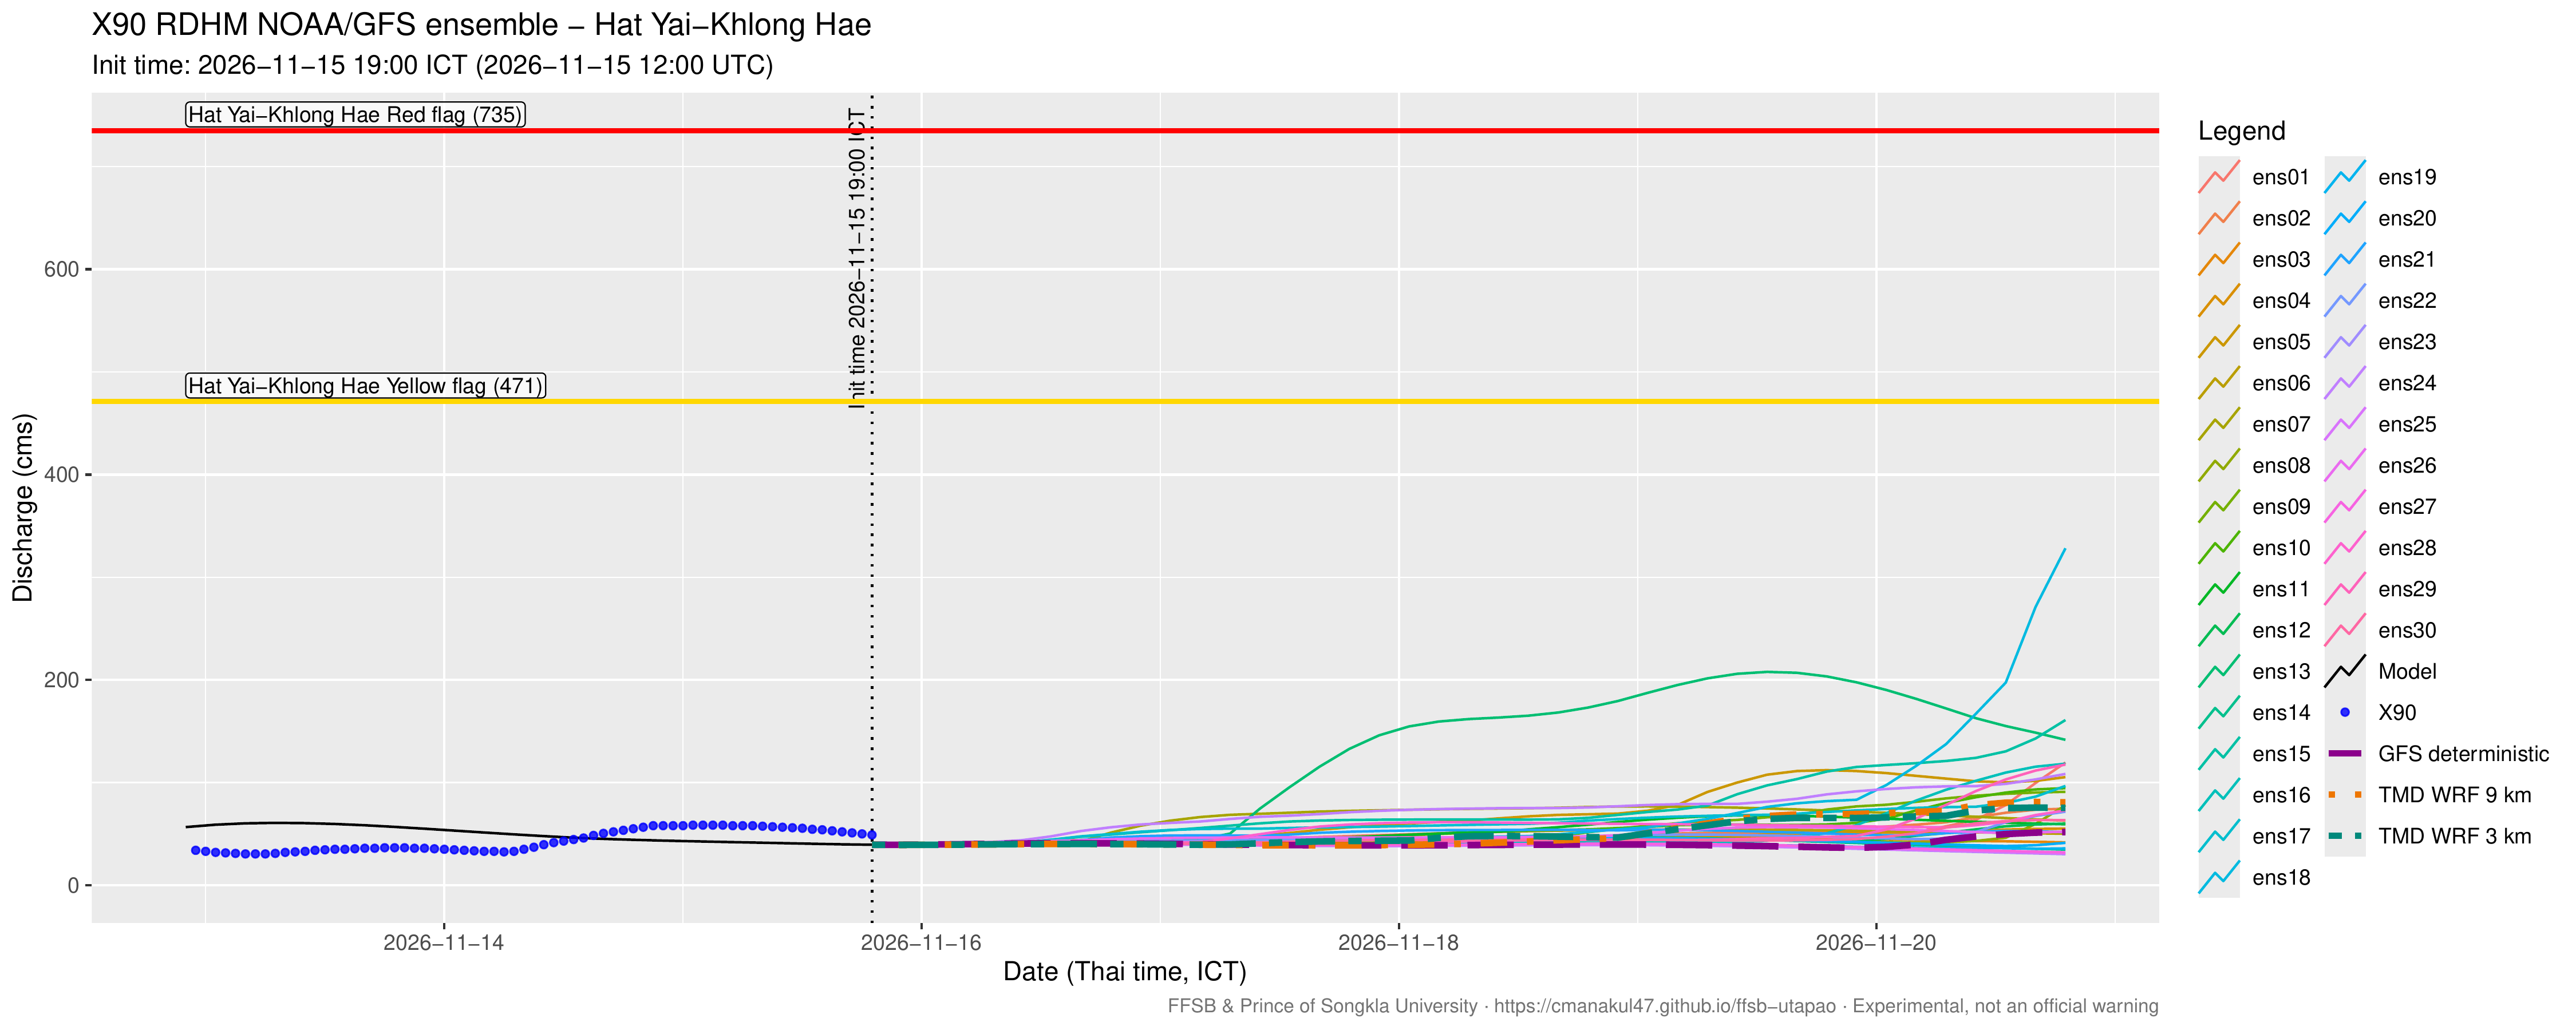 X90 RDHM NOAA/GFS ensemble − Hat Yai−Khlong Hae
Init time: 2026−11−15 19:00 ICT (2026−11−15 12:00 UTC)
Hat Yai−Khlong Hae Red flag (735)
Init time 2026−11−15 19:00 ICT
Hat Yai−Khlong Hae Yellow flag (471)
Discharge (cms)
600
400
200
0
2026−11−14
2026−11−16
2026−11−18
2026−11−20
Date (Thai time, ICT)
Legend
ens01
ens02
ens03
ens04
ens05
ens06
ens07
ens08
ens09
ens10
ens11
ens12
ens13
ens14
ens15
ens16
ens17
ens18
ens19
ens20
ens21
ens22
ens23
ens24
ens25
ens26
ens27
ens28
ens29
ens30
Model
X90
GFS deterministic
TMD WRF 9 km
TMD WRF 3 km
FFSB & Prince of Songkla University · https://cmanakul47.github.io/ffsb−utapao · Experimental, not an official warning